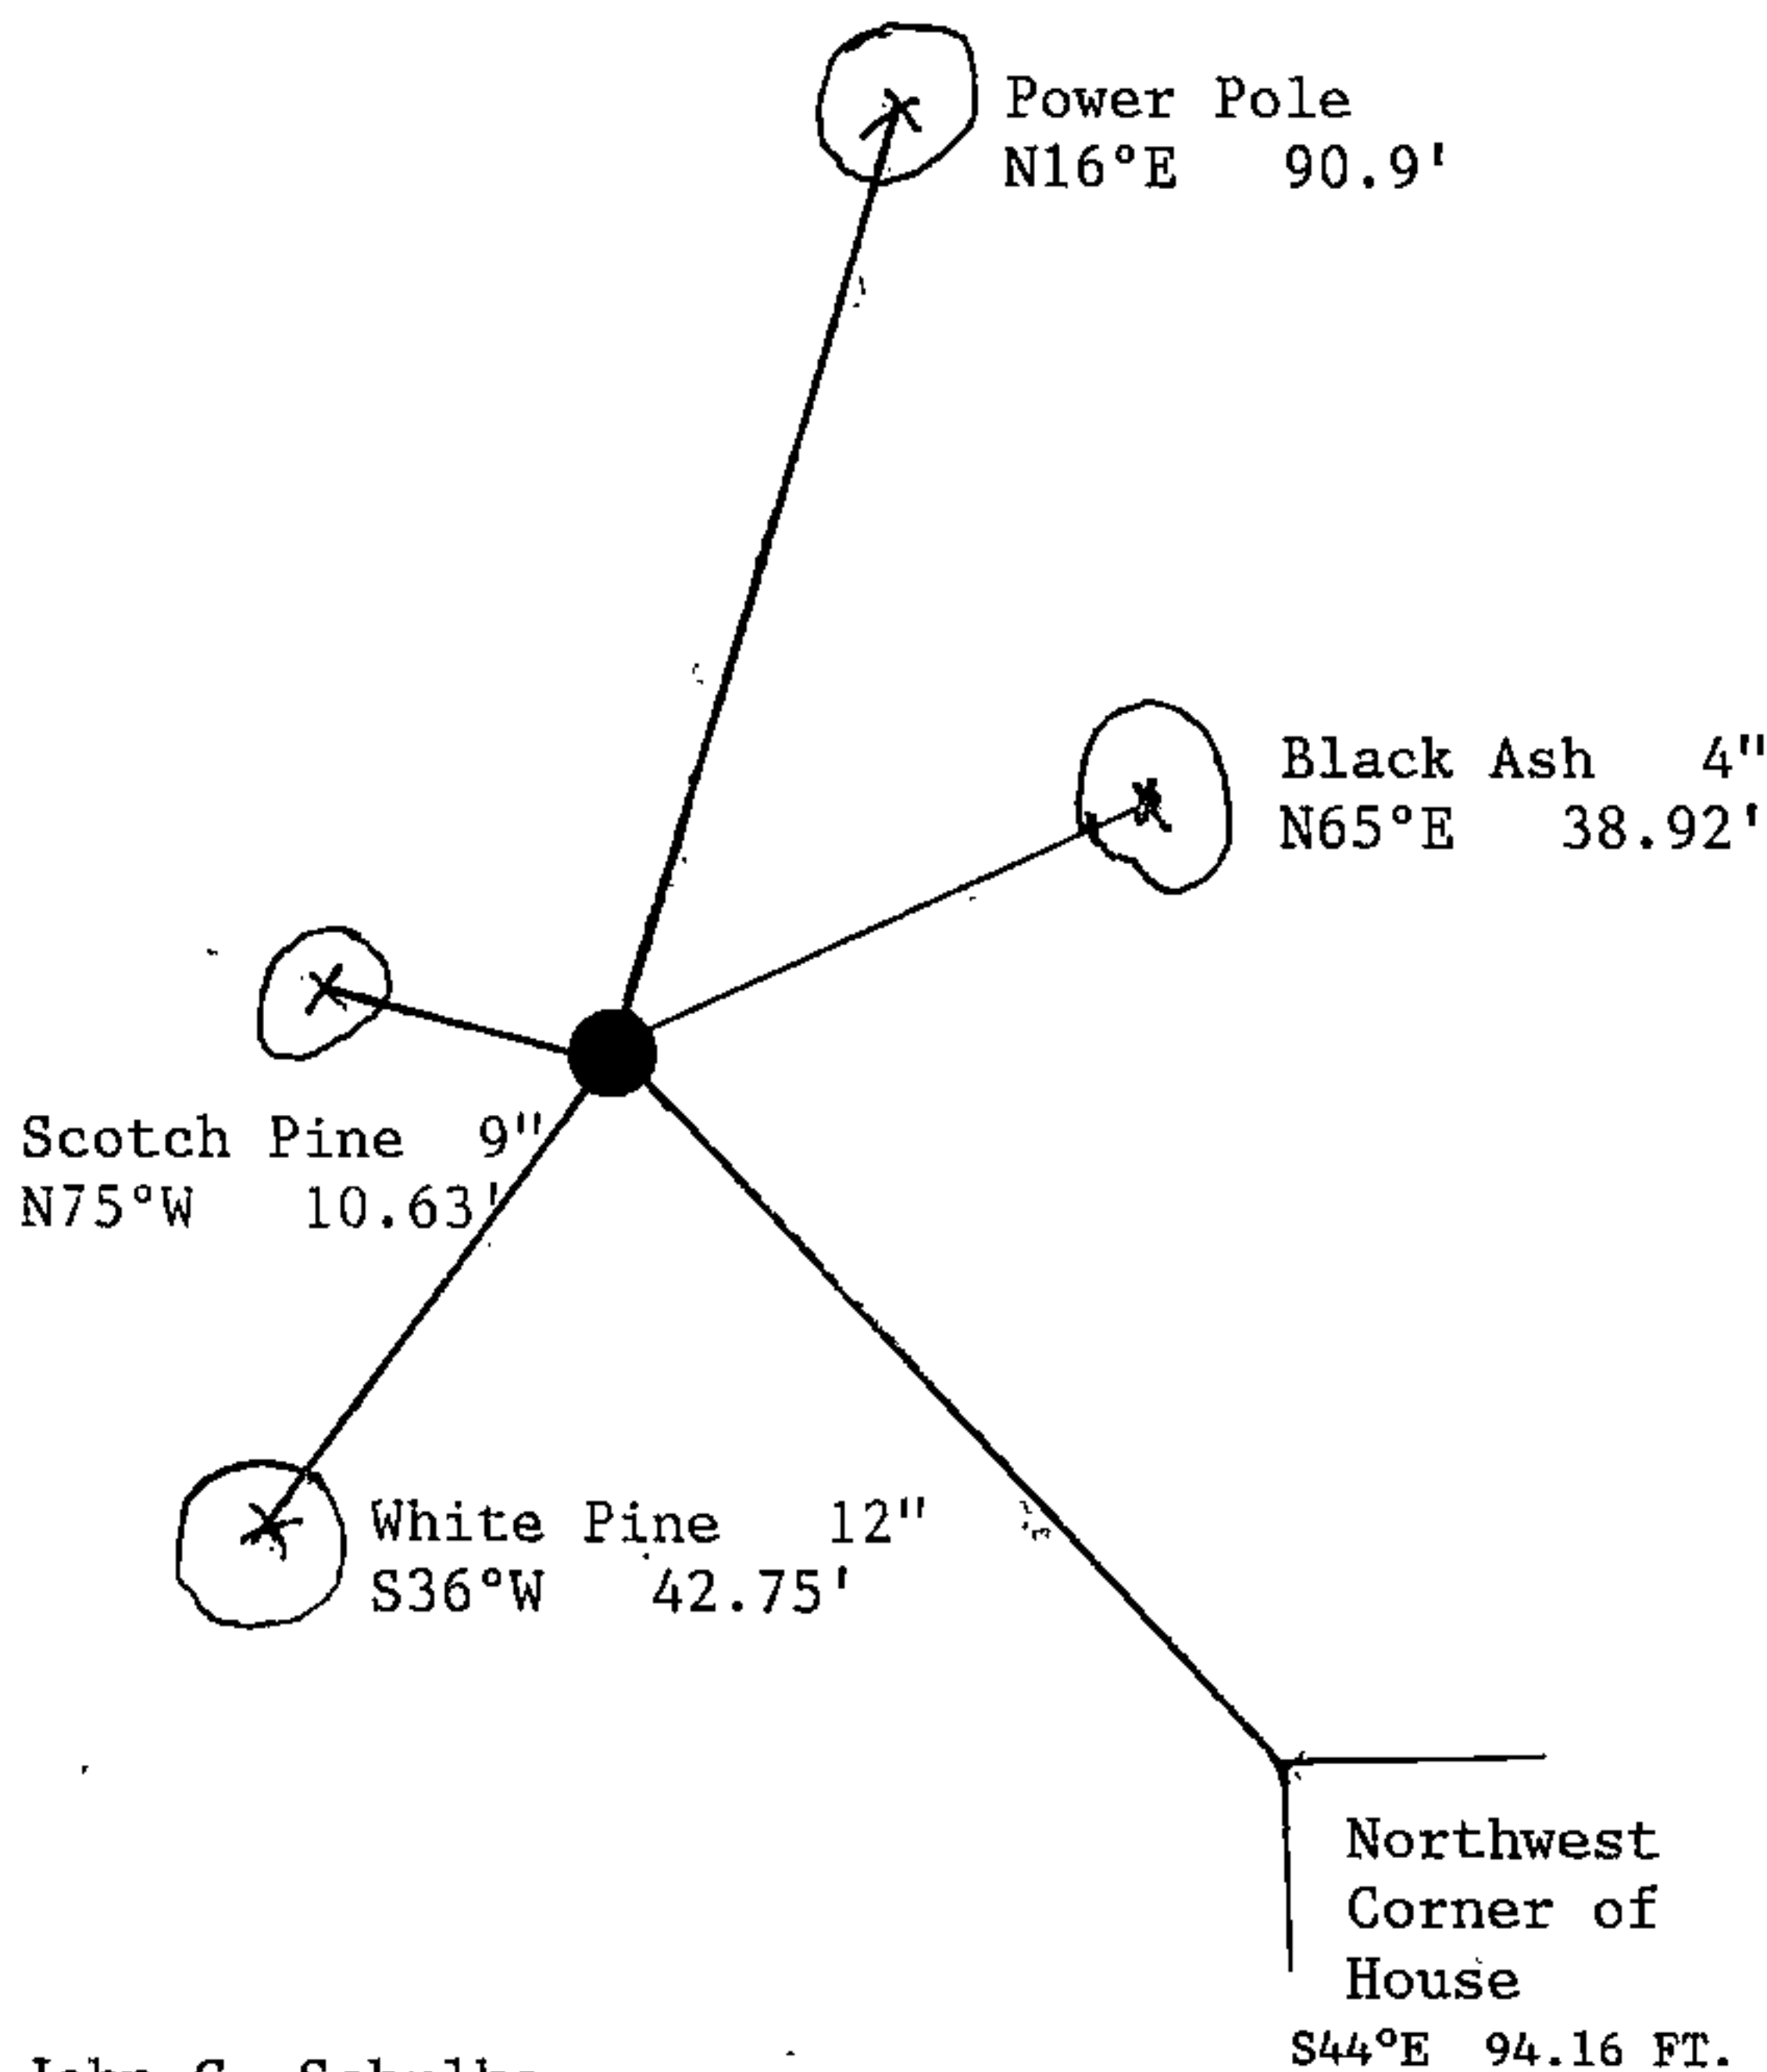 Power Pole
N16°E 90.9'
Black Ash 4"
N65°E 38.92'
Scotch Pine 9"
N75°W 10.63'
White Pine 12"
S36°W 42.75'
Northwest
Corner of
House
S44°E 94.16 FT.